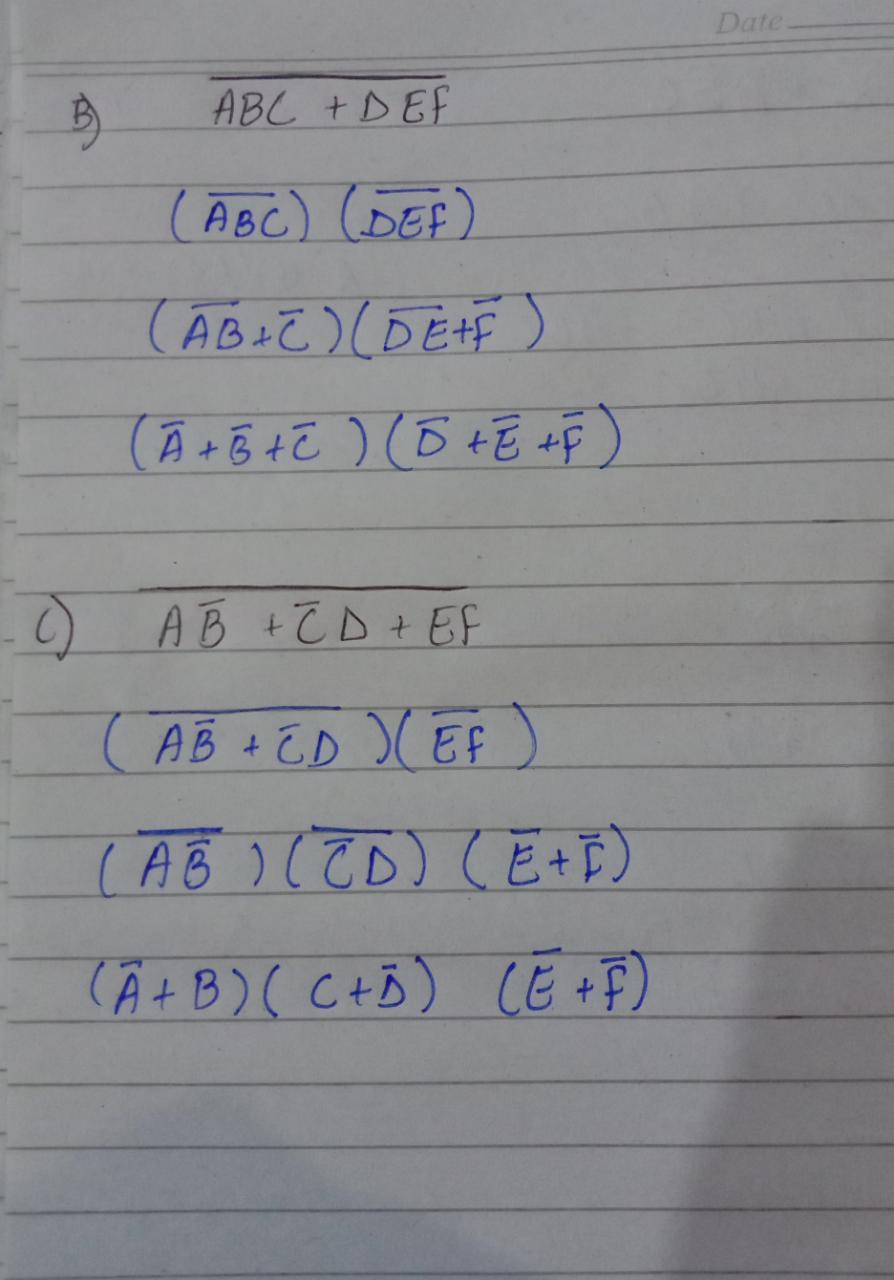 Date
B) \overline{ABC + DEF}
(\overline{ABC}) (\overline{DEF})
(\overline{AB}+\overline{C})(\overline{DE}+\overline{F})
(\overline{A}+\overline{B}+\overline{C})(\overline{D}+\overline{E}+\overline{F})
C) \overline{A\overline{B}+\overline{C}D+EF}
(\overline{A\overline{B}+\overline{C}D})(\overline{EF})
(\overline{A\overline{B}})(\overline{\overline{C}D})(\overline{E}+\overline{F})
(\overline{A}+B)(C+\overline{D}) (\overline{E}+\overline{F})